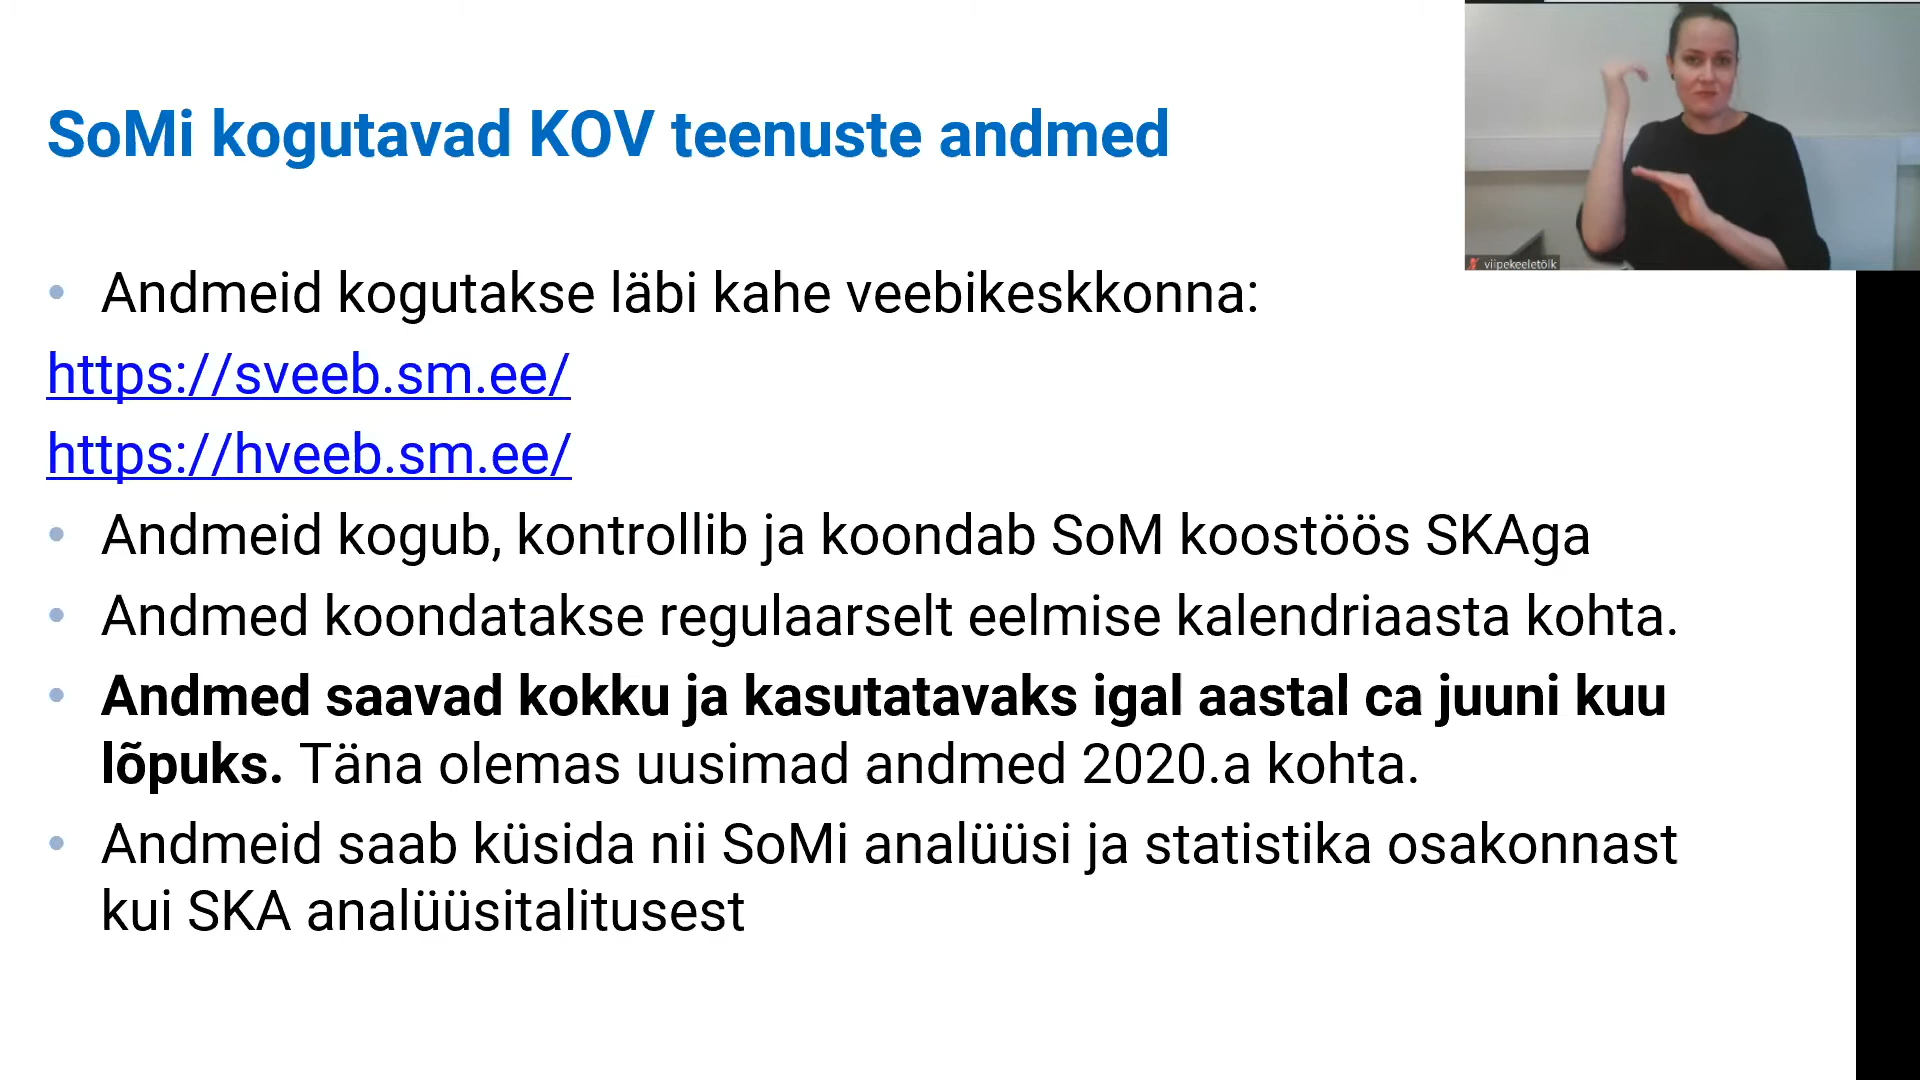 SoMi kogutavad KOV teenuste andmed
• Andmeid kogutakse läbi kahe veebikeskkonna:
https://sveeb.sm.ee/
https://hveeb.sm.ee/
• Andmeid kogub, kontrollib ja koondab SoM koostöös SKAga
• Andmed koondatakse regulaarselt eelmise kalendriaasta kohta.
• Andmed saavad kokku ja kasutatavaks igal aastal ca juuni kuu
lõpuks. Täna olemas uusimad andmed 2020.a kohta.
• Andmeid saab küsida nii SoMi analüüsi ja statistika osakonnast
kui SKA analüüsitalitusest
viipekeeletõlk